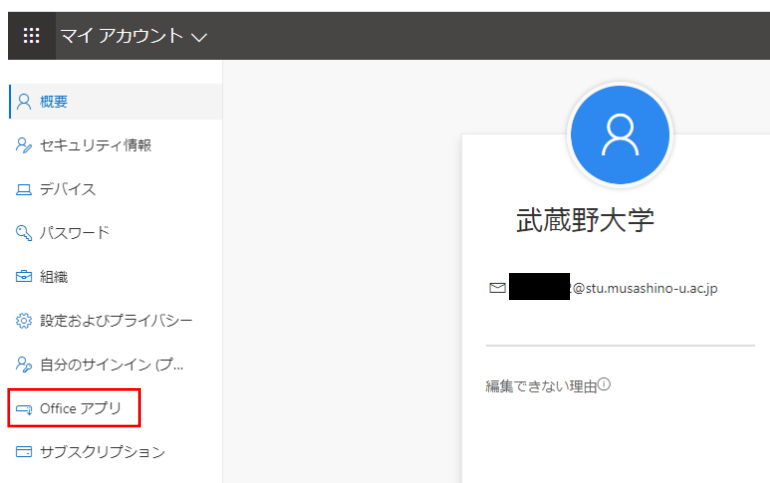 マイ アカウント
概要
セキュリティ情報
デバイス
パスワード
組織
設定およびプライバシー
自分のサインイン (プ...
Office アプリ
サブスクリプション
武蔵野大学
@stu.musashino-u.ac.jp
編集できない理由